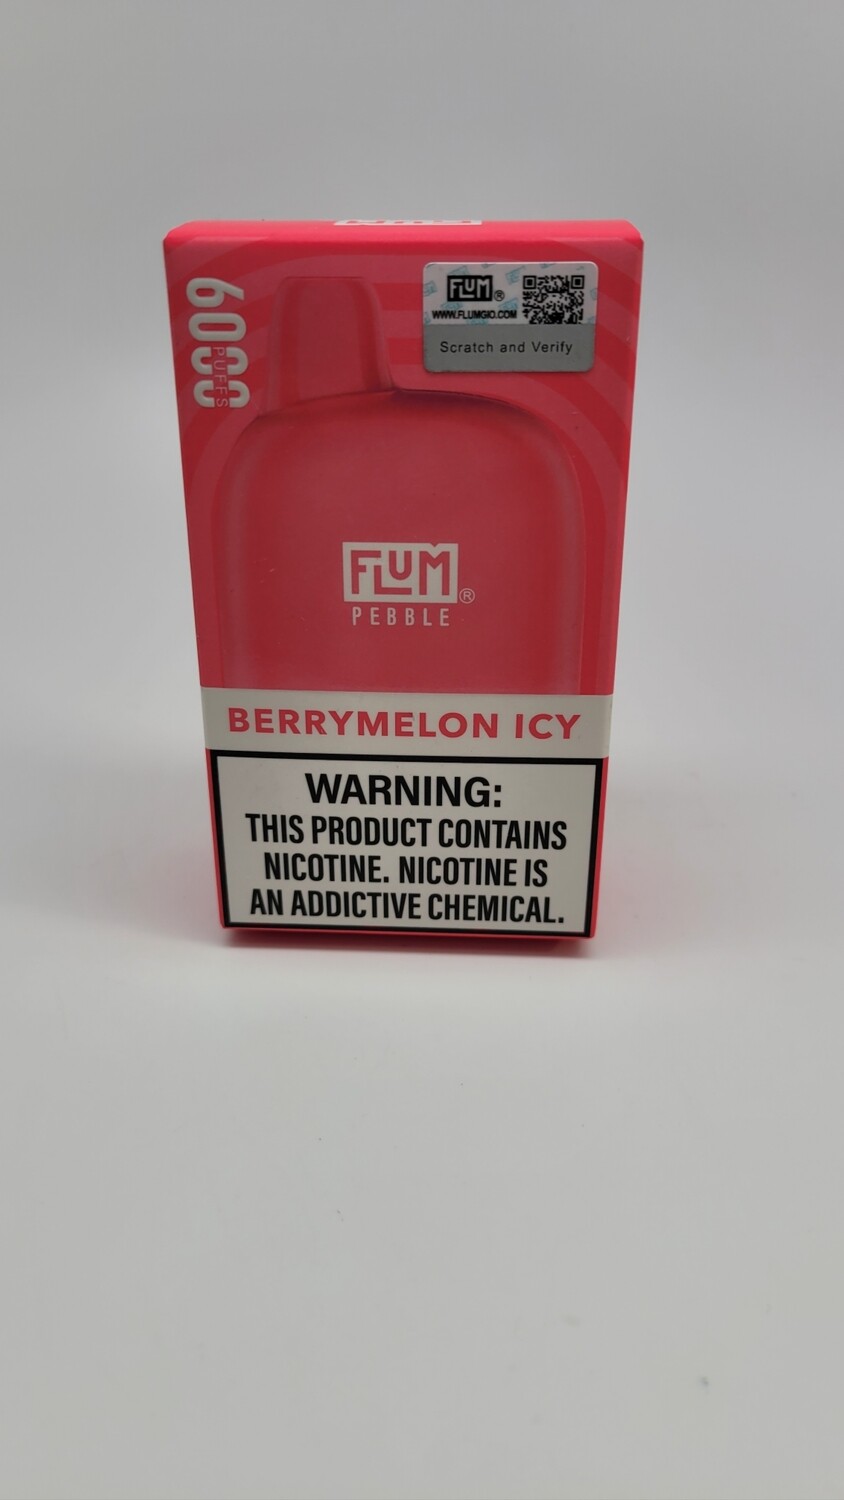 FLUM
6000
PUFFS
FLUM®
WWW.FLUMGIO.COM
Scratch and Verify
FLUM®
PEBBLE
BERRYMELON ICY
WARNING:
THIS PRODUCT CONTAINS
NICOTINE. NICOTINE IS
AN ADDICTIVE CHEMICAL.